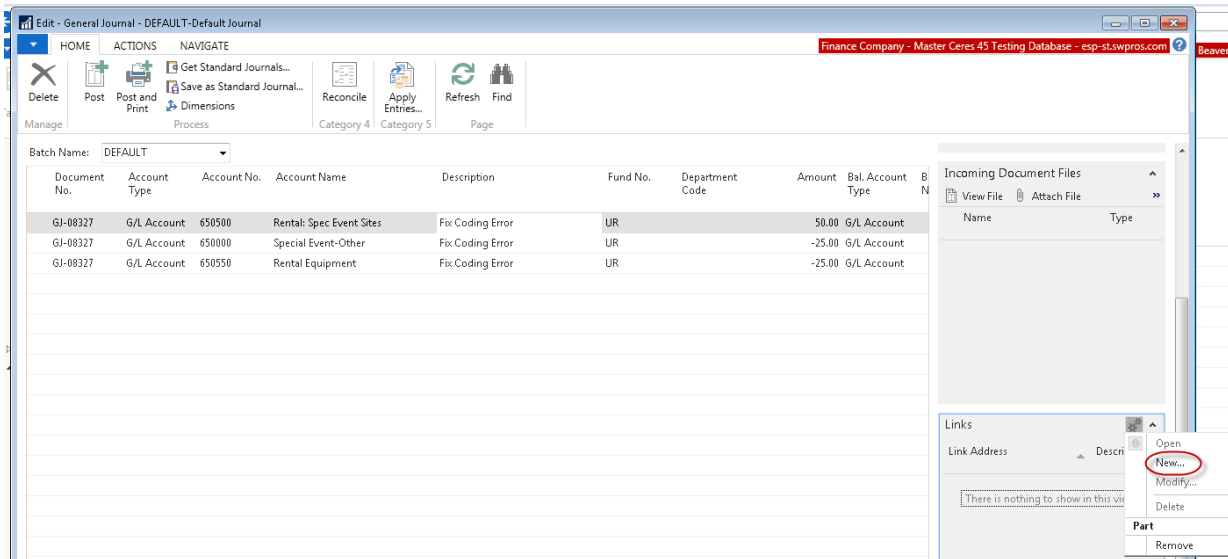 Edit - General Journal - DEFAULT-Default Journal
HOME ACTIONS NAVIGATE
Finance Company - Master Ceres 45 Testing Database - esp-st.swpros.com
Beaver
Delete
Post
Post and Print
Get Standard Journals...
Save as Standard Journal...
Dimensions
Reconcile
Apply Entries...
Refresh
Find
Manage Process Category 4 Category 5 Page
Batch Name: DEFAULT
Document No. Account Type Account No. Account Name Description Fund No. Department Code Amount Bal. Account Type B N
GJ-08327 G/L Account 650500 Rental: Spec Event Sites Fix Coding Error UR 50.00 G/L Account
GJ-08327 G/L Account 650000 Special Event-Other Fix Coding Error UR -25.00 G/L Account
GJ-08327 G/L Account 650550 Rental Equipment Fix Coding Error UR -25.00 G/L Account
Incoming Document Files
View File Attach File »
Name Type
Links
Link Address Descri
There is nothing to show in this vie
Open
New...
Modify...
Delete
Part
Remove